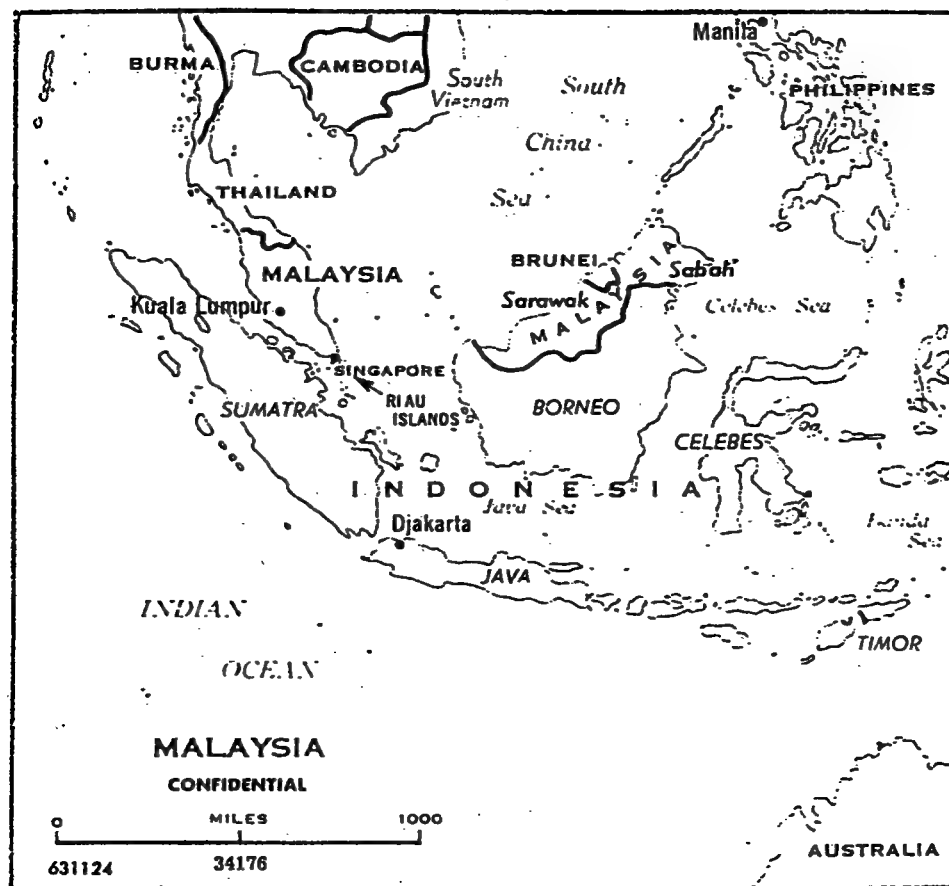 Manila
BURMA
CAMBODIA
South
Vietnam
South
PHILIPPINES
China
Sea
THAILAND
MALAYSIA
BRUNEI
Sabah
Sarawak
MALAYSIA
Kuala Lumpur
Celebes Sea
SINGAPORE
RIAU
ISLANDS
SUMATRA
BORNEO
CELEBES
INDONESIA
Java Sea
Banda
Sea
Djakarta
JAVA
INDIAN
OCEAN
TIMOR
MALAYSIA
CONFIDENTIAL
0 MILES 1000
631124 34176
AUSTRALIA